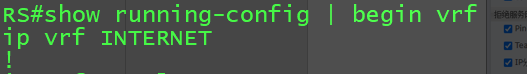 RS#show running-config | begin vrf
ip vrf INTERNET
!